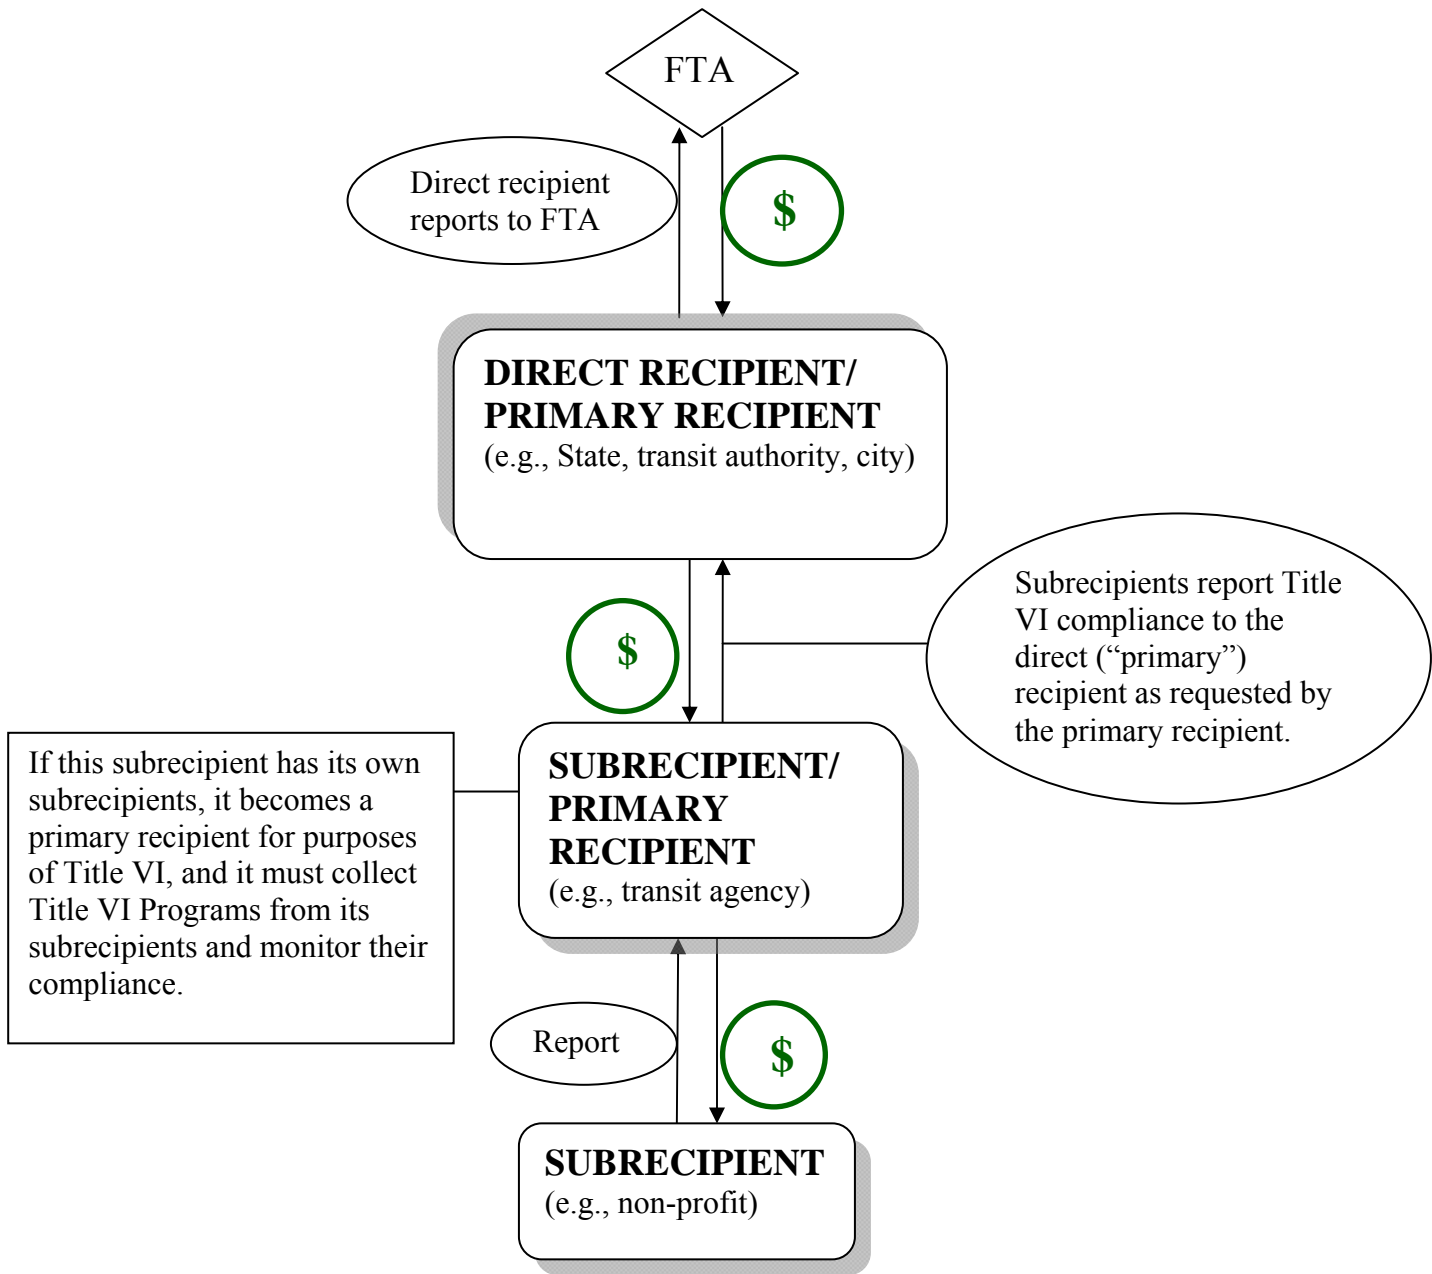 FTA
Direct recipient
reports to FTA
$
DIRECT RECIPIENT/
PRIMARY RECIPIENT
(e.g., State, transit authority, city)
Subrecipients report Title
VI compliance to the
direct (“primary”)
recipient as requested by
the primary recipient.
$
If this subrecipient has its own
subrecipients, it becomes a
primary recipient for purposes
of Title VI, and it must collect
Title VI Programs from its
subrecipients and monitor their
compliance.
SUBRECIPIENT/
PRIMARY
RECIPIENT
(e.g., transit agency)
Report
$
SUBRECIPIENT
(e.g., non-profit)